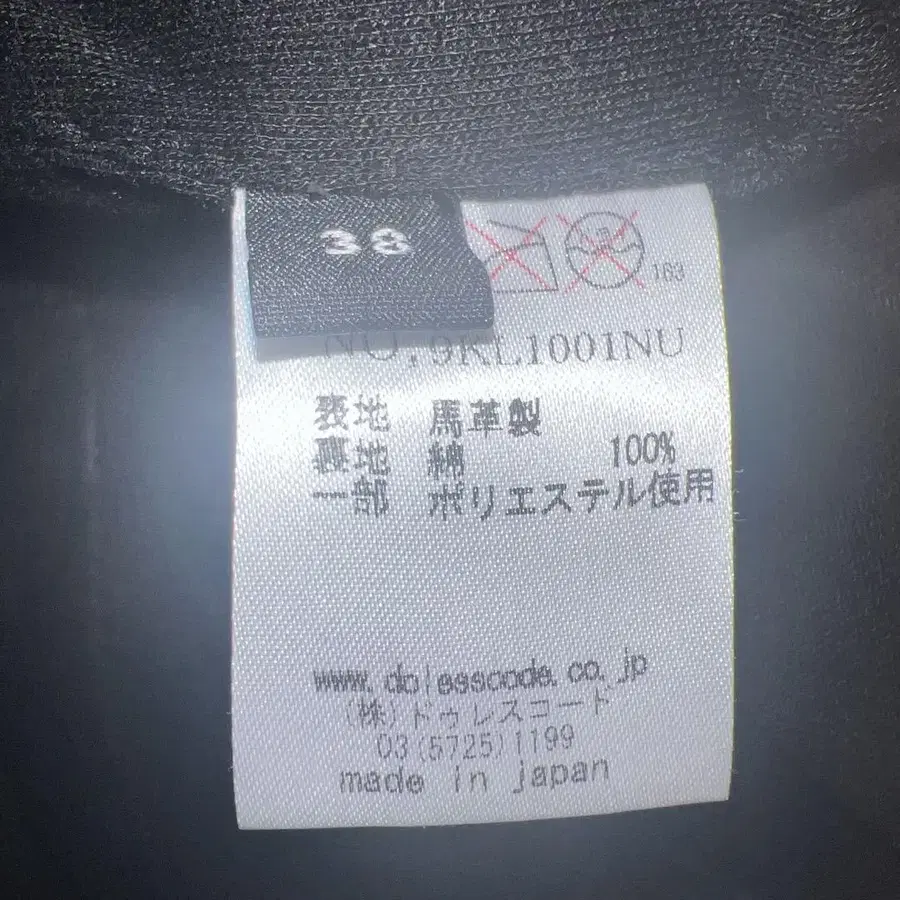 38
163
NO,9RL1001NU
表地 馬革製
裏地 綿 100%
一部 ポリエステル使用
www.dolesscode.co.jp
(株)ドゥレスコード
03(5725)1199
made in japan